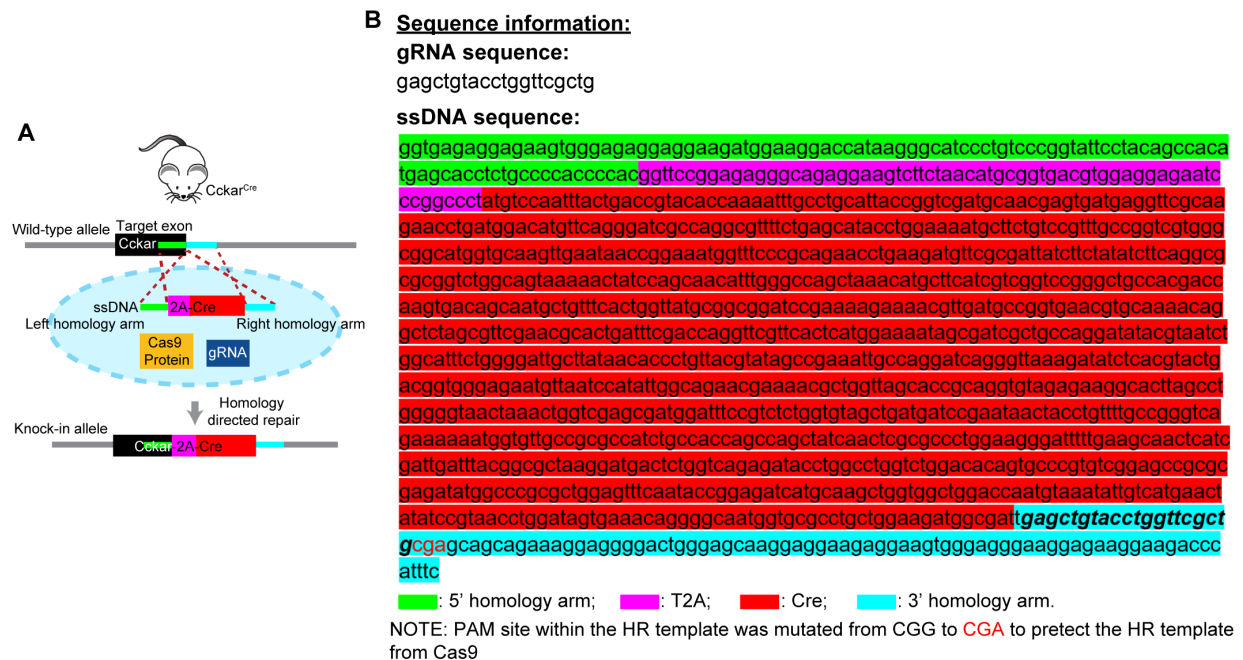 A
Cckar^Cre
Target exon
Wild-type allele
Cckar
ssDNA
2A-Cre
Left homology arm
Right homology arm
Cas9
Protein
gRNA
Homology
directed repair
Knock-in allele
Cckar-2A-Cre
B
Sequence information:
gRNA sequence:
gagctgtacctggttcgctg
ssDNA sequence:
ggtgagaggagaagtgggagaggaggaagatggaaggaccataagggcatccctgtcccggtattcctacagccaca
tgagcacctctgccccaccccacggttccggagagggcagaggaagtcttctaacatgcggtgacgtggaggagaatc
ccggccctatgtccaatttactgaccgtacaccaaaatttgcctgcattaccggtcgatgcaacgagtgatgaggttcgcaa
gaacctgatggacatgttcagggatcgccaggcgttttctgagcatacctggaaaatgcttctgtccgtttgccggtcgtgggc
cggcatggtgcaagttgaataaccggaaatggtttcccgcagaacctgaagatgttcgcgattatcttctatatcttcaggcg
cgcggtctggcagtaaaaactatccagcaacatttgggccagctaaacatgcttcatcgtcggtccgggctgccacgacc
aagtgacagcaatgctgtttcactggttatgcggcggatccgaaaagaaaacgttgatgccggtgaacgtgcaaaacag
gctctagcgttcgaacgcactgatttcgaccaggttcgttcactcatggaaaatagcgatcgctgccaggatatacgtaatct
ggcatttctggggattgcttataacaccctgttacgtatagccgaaattgccaggatcagggttaaagatatctcacgtactg
acggtgggagaatgttaatccatattggcagaacgaaaacgctggttagcaccgcaggtgtagagaaggcacttagcct
gggggtaactaaactggtcgagcgatggatttccgtctctggtgtagctgatgatccgaataactacctgttttgccgggtca
gaaaaaatggtgttgccgcgccatctgccaccagccagctatcaactcgcgccctggaagggatttttgaagcaactcatc
gattgatttacggcgctaaggatgactctggtcagagatacctggcctggtctggacacagtgcccgtgtcggagccgcgc
gagatatggcccgcgctggagtttcaataccggagatcatgcaagctggtggctggaccaatgtaaatattgtcatgaact
atatccgtaacctggatagtgaaacaggggcaatggtgcgcctgctggaagatggcgattgagctgtacctggttcgct
gcgagcagcagaaaggaggggactgggagcaaggaggaagaggaagtgggagggaaggagaaggaagaccc
atttc
: 5' homology arm; : T2A; : Cre; : 3' homology arm.
NOTE: PAM site within the HR template was mutated from CGG to CGA to pretect the HR template
from Cas9